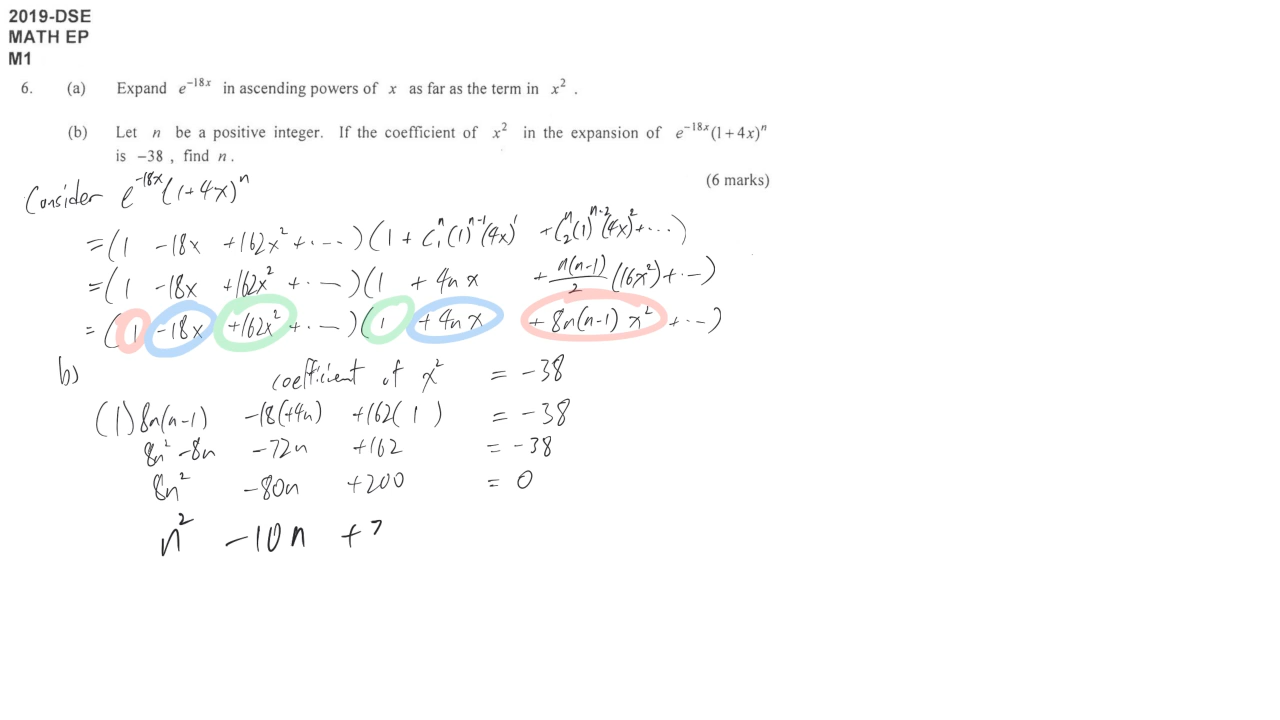 2019-DSE
MATH EP
M1
6. (a) Expand e^{-18x} in ascending powers of x as far as the term in x² .
(b) Let n be a positive integer. If the coefficient of x² in the expansion of e^{-18x}(1+4x)^n
is −38 , find n .
(6 marks)
Consider e^{-18x}(1+4x)^n
=(1 -18x +162x²+....)(1 + C₁ⁿ(1)^{n-1}(4x)¹ +C₂ⁿ(1)^{n-2}(4x)²+...)
=(1 -18x +162x² +...)(1 +4nx +n(n-1)/2 (16x²)+...)
=(1 -18x +162x²+...)(1 +4nx +8n(n-1)x² +...)
b) coefficient of x² = -38
(1)8n(n-1) -18(+4n) +162(1) = -38
8n²-8n -72n +162 = -38
8n² -80n +200 = 0
n² -10n +